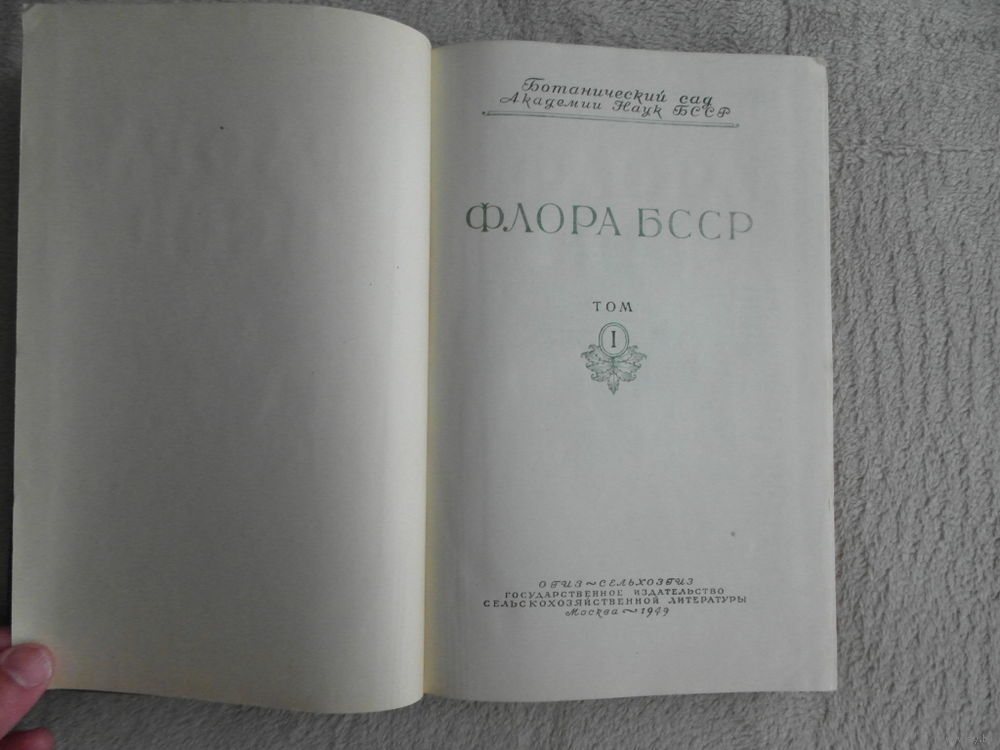 Ботанический сад
Академии Наук БССР
ФЛОРА БССР
ТОМ
I
ОГИЗ ~ СЕЛЬХОЗГИЗ
ГОСУДАРСТВЕННОЕ ИЗДАТЕЛЬСТВО
СЕЛЬСКОХОЗЯЙСТВЕННОЙ ЛИТЕРАТУРЫ
Москва ~ 1949